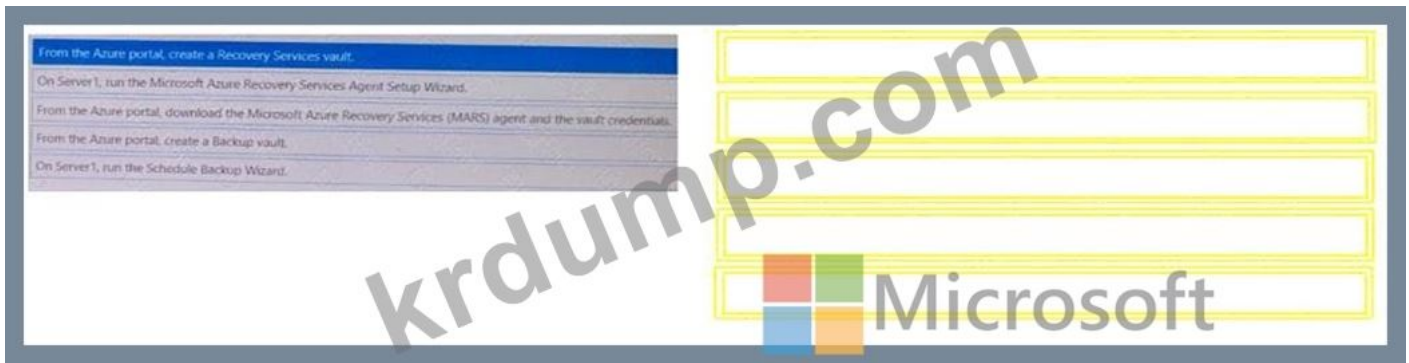 From the Azure portal, create a Recovery Services vault.
On Server1, run the Microsoft Azure Recovery Services Agent Setup Wizard.
From the Azure portal, download the Microsoft Azure Recovery Services (MARS) agent and the vault credentials.
From the Azure portal, create a Backup vault.
On Server1, run the Schedule Backup Wizard.
krdump.com
Microsoft